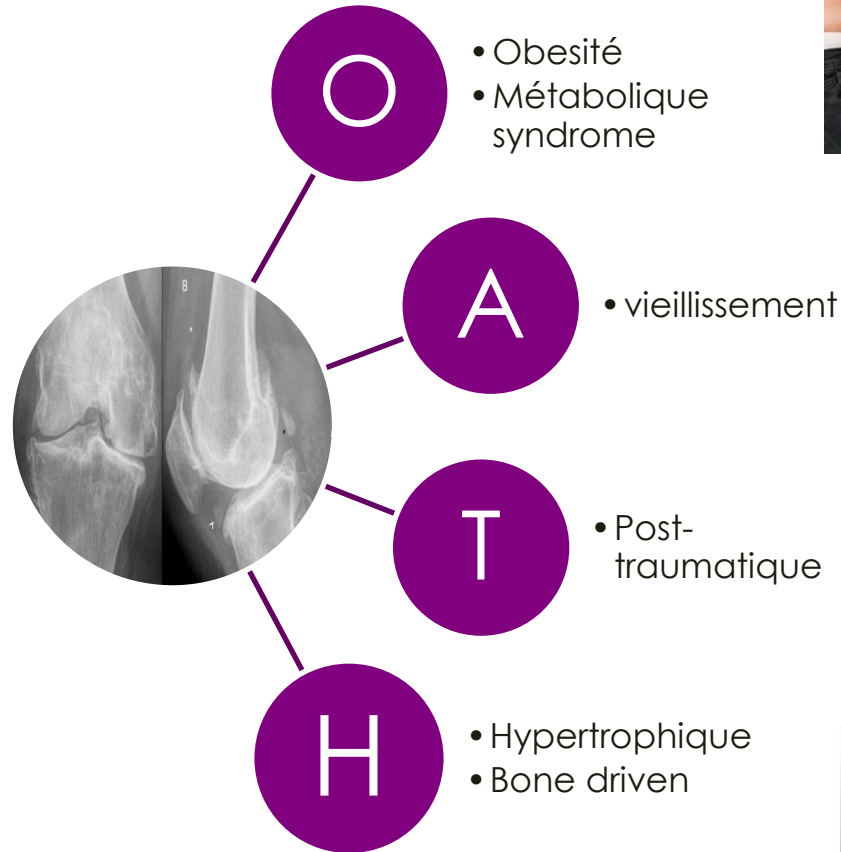 O
• Obesité
• Métabolique
syndrome
A
• vieillissement
B
T
• Post-
traumatique
H
• Hypertrophique
• Bone driven